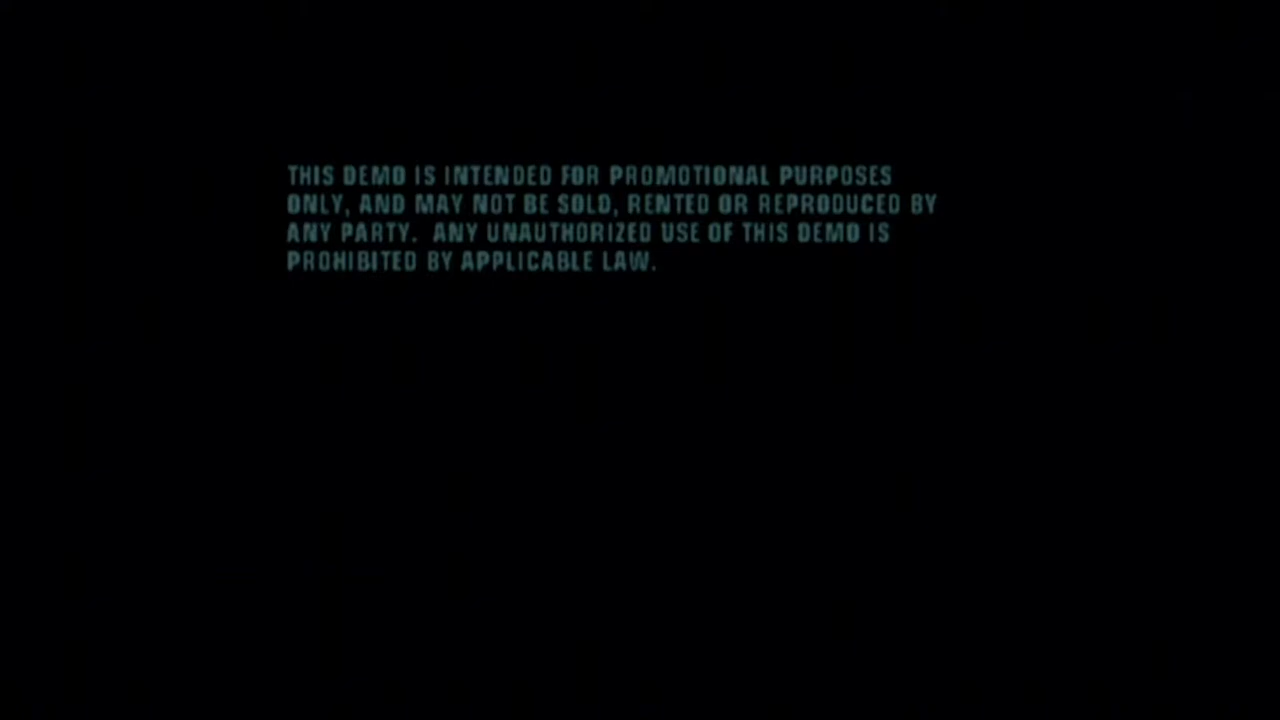 THIS DEMO IS INTENDED FOR PROMOTIONAL PURPOSES
ONLY, AND MAY NOT BE SOLD, RENTED OR REPRODUCED BY
ANY PARTY.  ANY UNAUTHORIZED USE OF THIS DEMO IS
PROHIBITED BY APPLICABLE LAW.